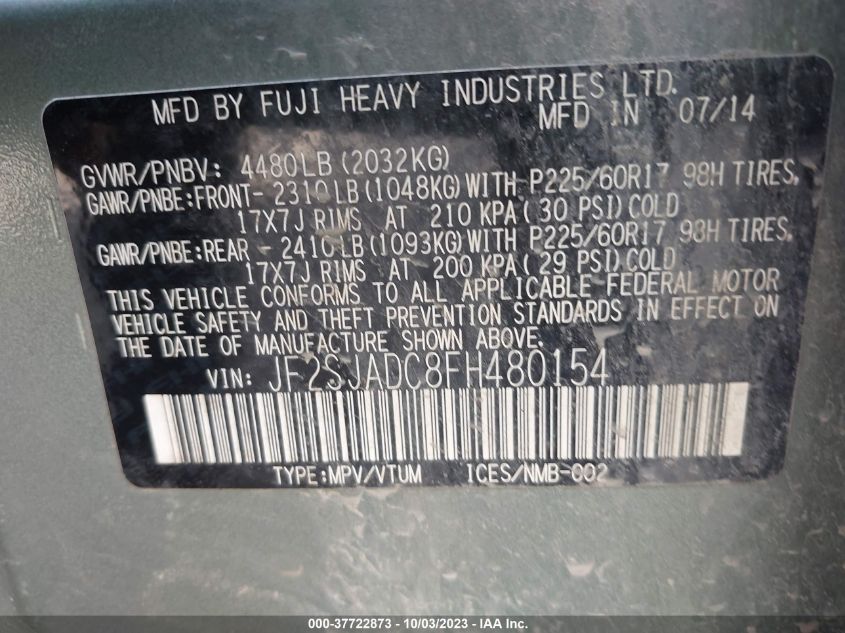 MFD BY FUJI HEAVY INDUSTRIES LTD.
MFD IN 07/14
GVWR/PNBV: 4480LB(2032KG)
GAWR/PNBE:FRONT- 2310LB(1048KG)WITH P225/60R17 98H TIRES,
17X7J RIMS AT 210 KPA(30 PSI)COLD
GAWR/PNBE:REAR - 2410LB(1093KG)WITH P225/60R17 98H TIRES,
17X7J RIMS AT 200 KPA(29 PSI)COLD
THIS VEHICLE CONFORMS TO ALL APPLICABLE FEDERAL MOTOR
VEHICLE SAFETY AND THEFT PREVENTION STANDARDS IN EFFECT ON
THE DATE OF MANUFACTURE SHOWN ABOVE.
VIN: JF2SJADC8FH480154
TYPE:MPV/VTUM ICES/NMB-002
000-37722873 - 10/03/2023 - IAA Inc.